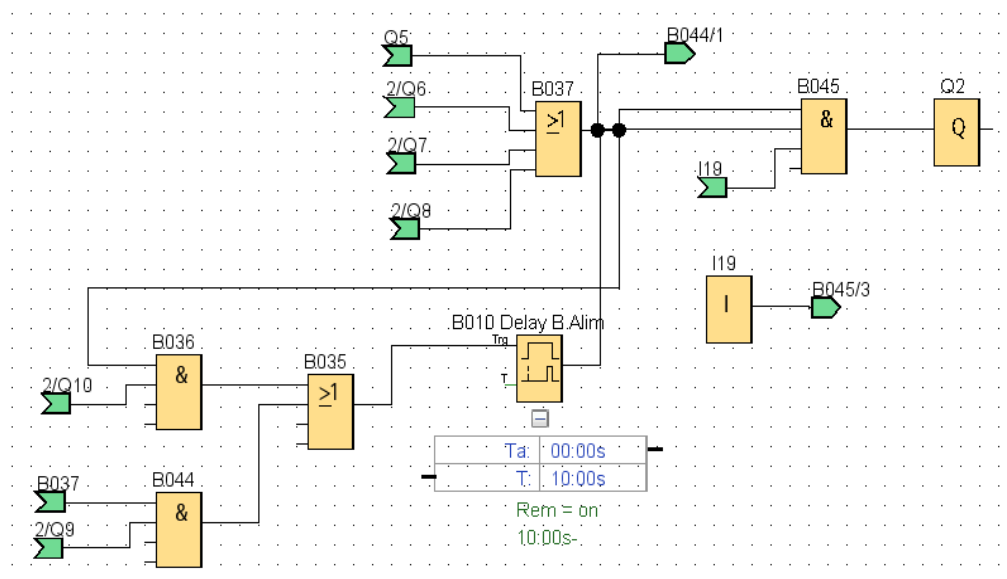 Q5
B044/1
2/Q6
B037
≥1
B045
&
Q2
Q
2/Q7
I19
2/Q8
I19
I
B045/3
B010 Delay B.Alim
Trg
T
B036
&
B035
≥1
2/Q10
Ta: 00:00s
T: 10:00s
B037
B044
&
2/Q9
Rem = on
10:00s-